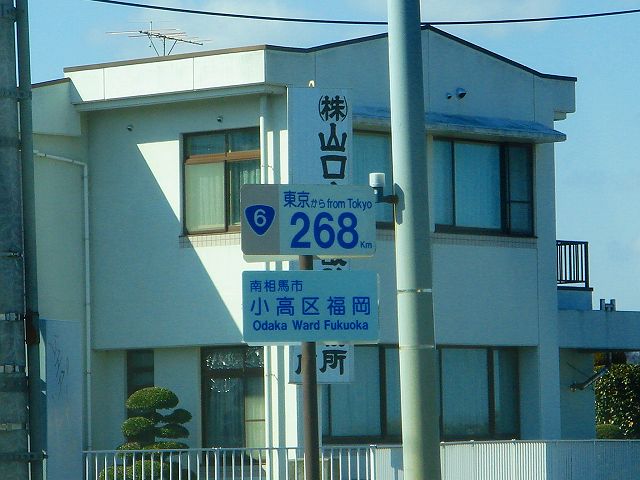 ㈱山口
6
東京から from Tokyo
268 Km
南相馬市
小高区福岡
Odaka Ward Fukuoka
所